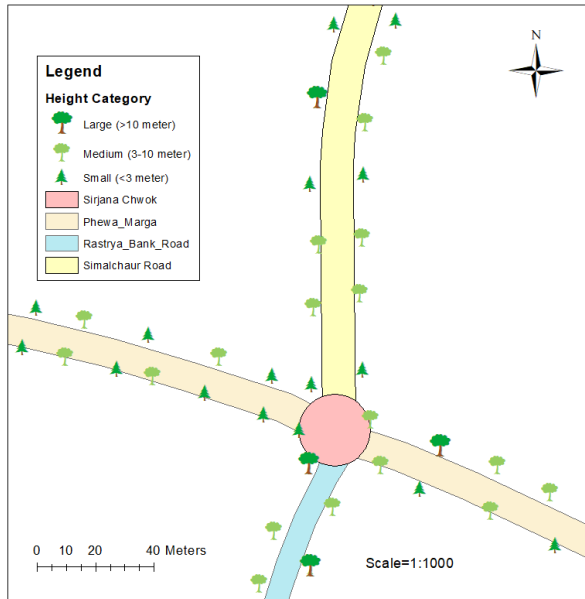 N
Legend
Height Category
Large (>10 meter)
Medium (3-10 meter)
Small (<3 meter)
Sirjana Chwok
Phewa_Marga
Rastrya_Bank_Road
Simalchaur Road
0 10 20 40 Meters
Scale=1:1000